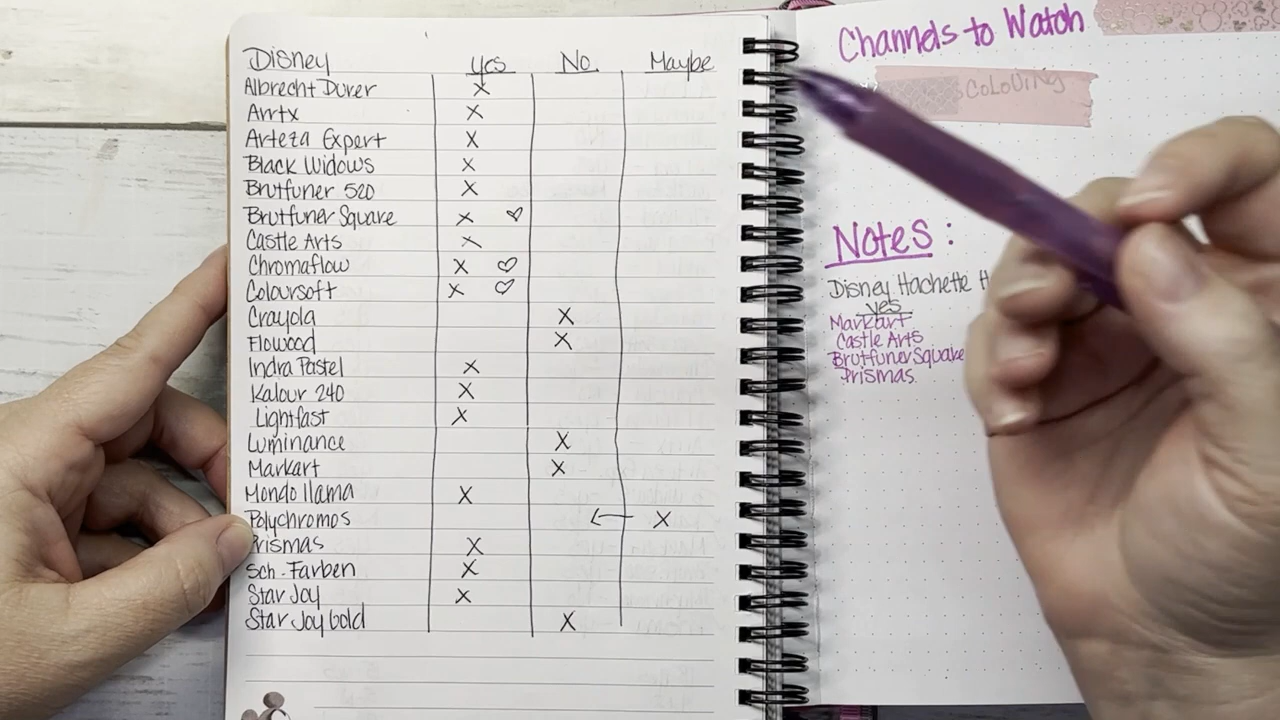 Disney yes No. Maybe
Albrecht Durer X
Arrtx X
Arteza Expert X
Black Widows X
Brutfuner 520 X
Brutfuner Square X ♡
Castle Arts X
Chromaflow X ♡
Coloursoft X ♡
Crayola X
Flowood X
Indra Pastel X
Kalour 240 X
Lightfast X
Luminance X
Markart X
Mondo llama X
Polychromos ← X
Prismas X
Sch. Farben X
Star Joy X
Star Joy Gold X
Channels to Watch
Notes:
Disney Hachette H
yes
Markart
Castle Arts
Brutfuner Square
Prismas